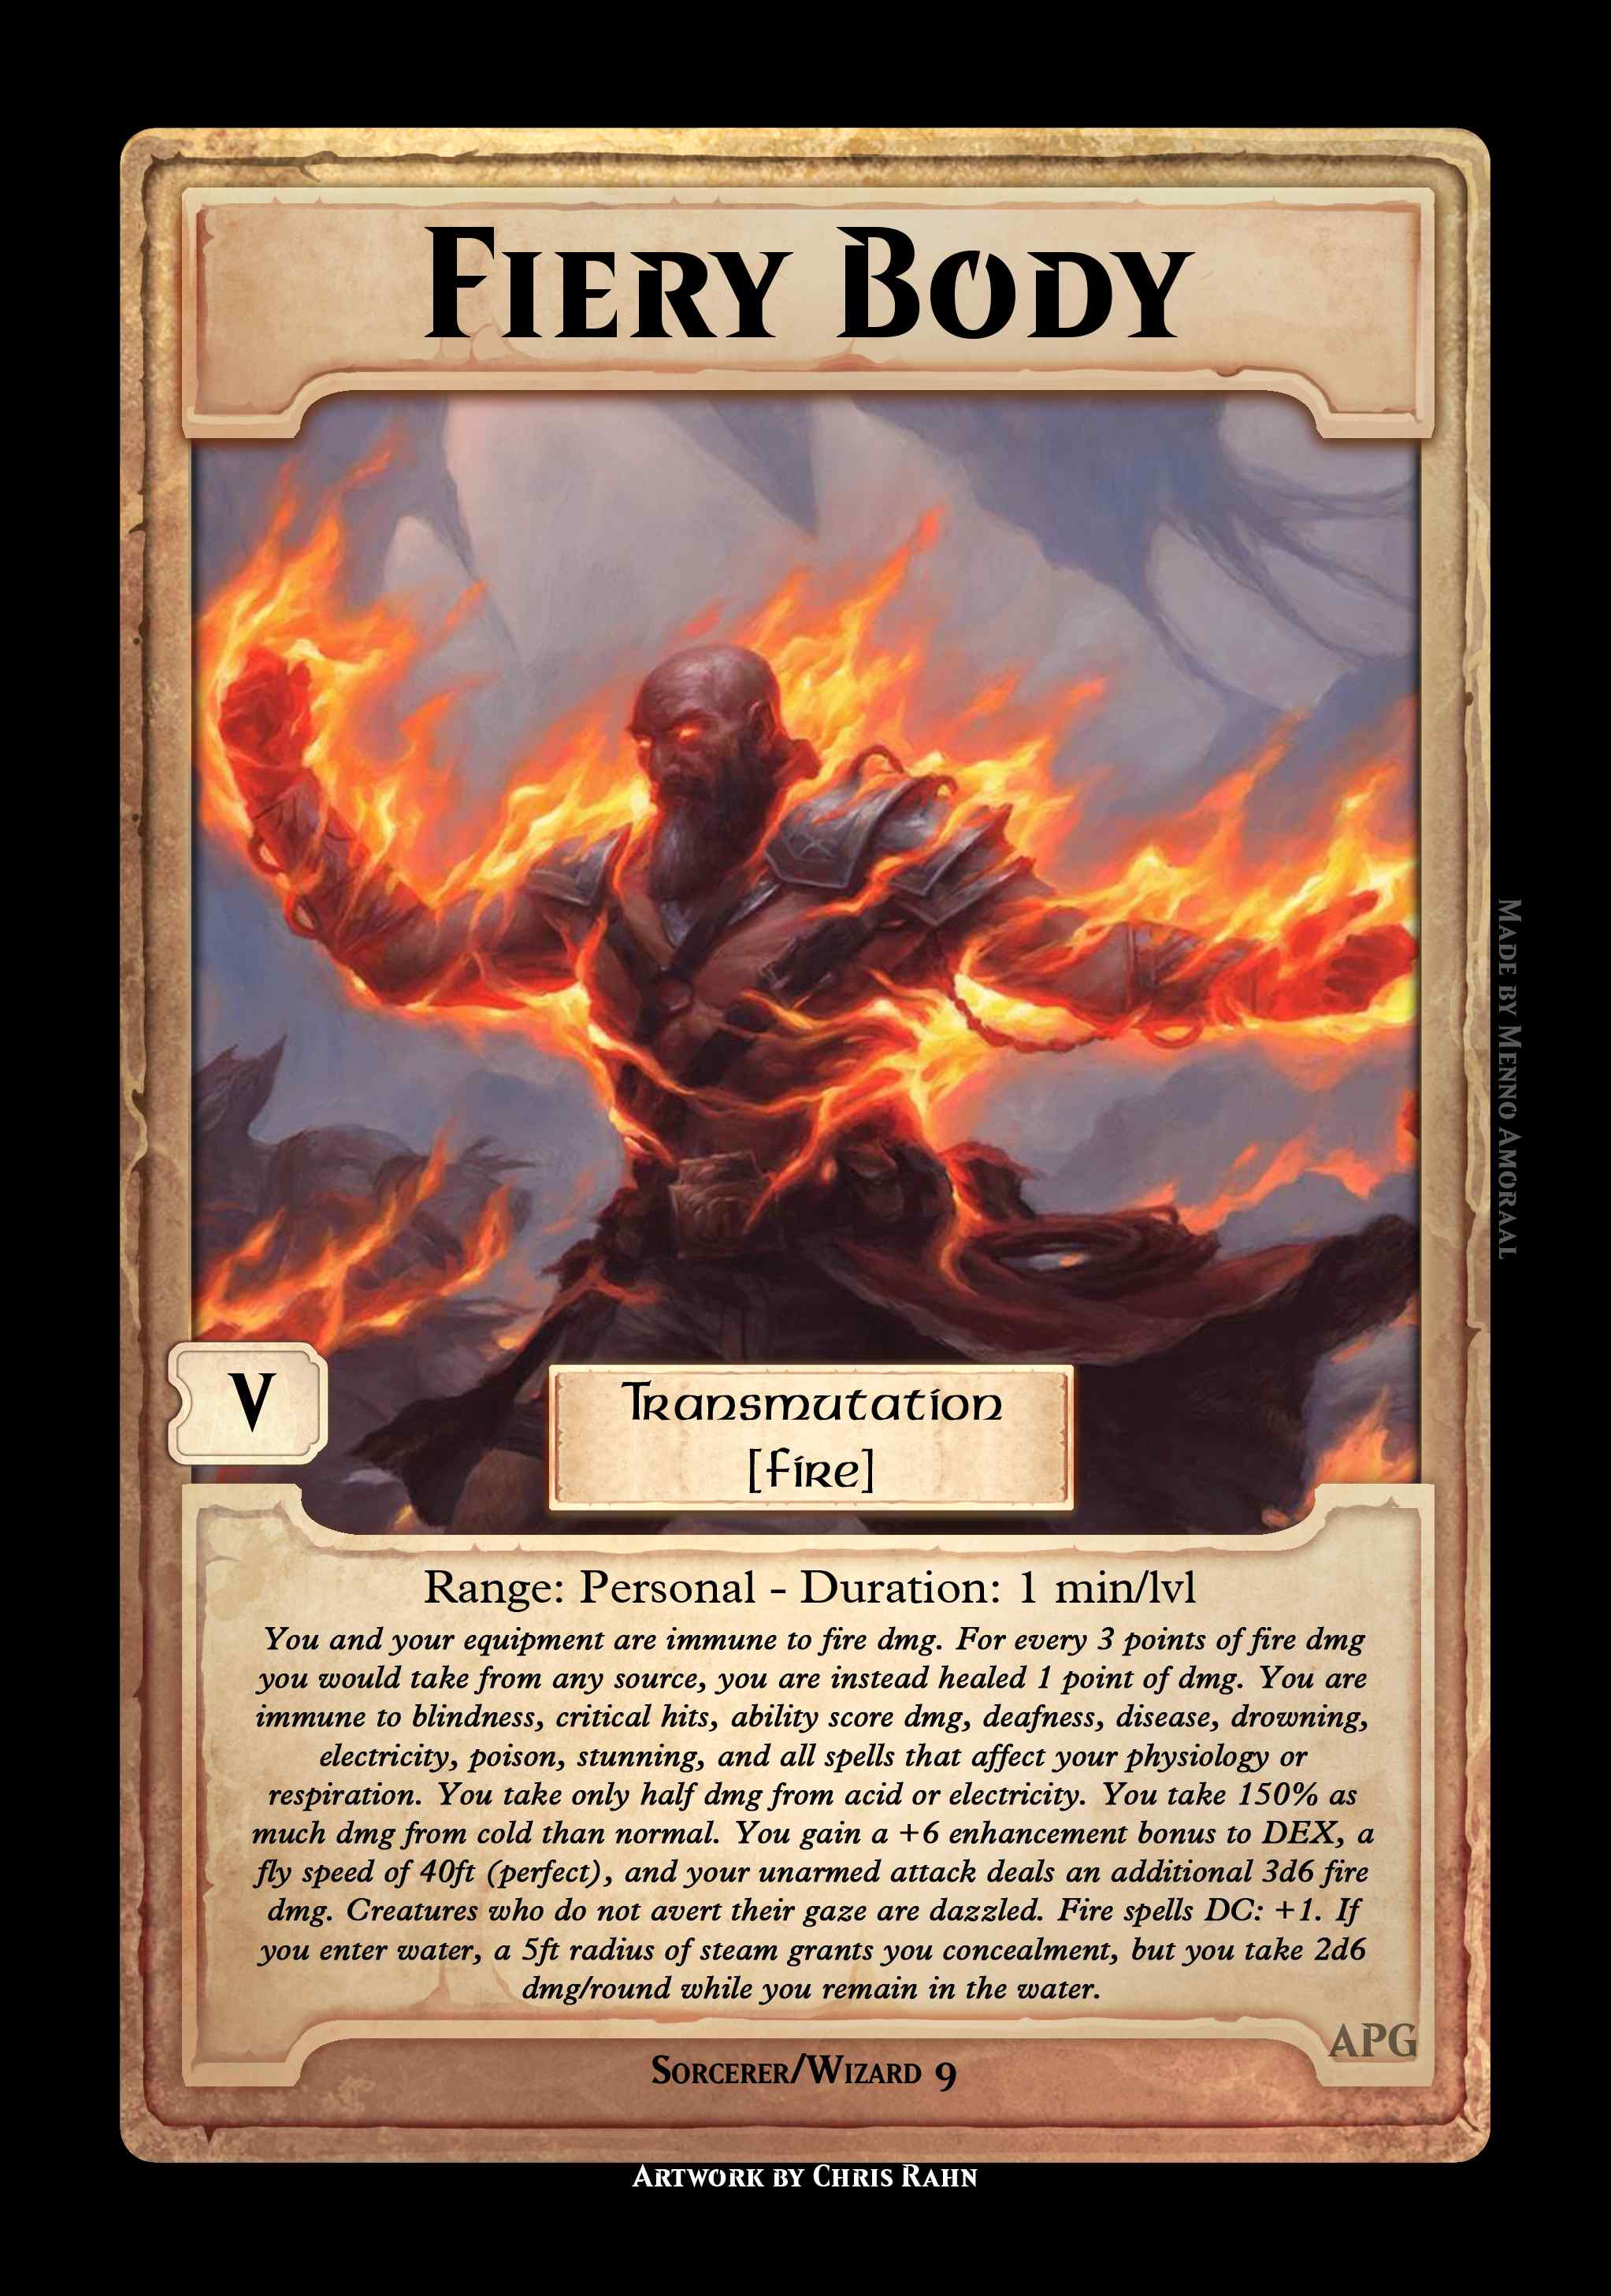 Fiery Body
V
Transmutation
[Fire]
Range: Personal - Duration: 1 min/lvl
You and your equipment are immune to fire dmg. For every 3 points of fire dmg
you would take from any source, you are instead healed 1 point of dmg. You are
immune to blindness, critical hits, ability score dmg, deafness, disease, drowning,
electricity, poison, stunning, and all spells that affect your physiology or
respiration. You take only half dmg from acid or electricity. You take 150% as
much dmg from cold than normal. You gain a +6 enhancement bonus to DEX, a
fly speed of 40ft (perfect), and your unarmed attack deals an additional 3d6 fire
dmg. Creatures who do not avert their gaze are dazzled. Fire spells DC: +1. If
you enter water, a 5ft radius of steam grants you concealment, but you take 2d6
dmg/round while you remain in the water.
APG
Sorcerer/Wizard 9
Artwork by Chris Rahn
Made by Menno Amoraal